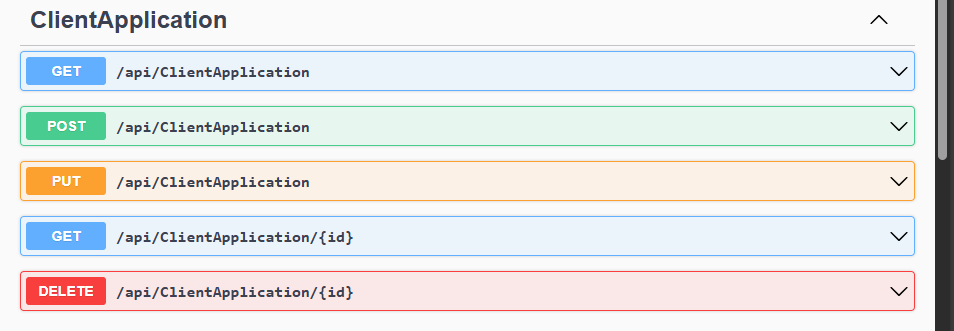 ClientApplication
GET /api/ClientApplication
POST /api/ClientApplication
PUT /api/ClientApplication
GET /api/ClientApplication/{id}
DELETE /api/ClientApplication/{id}